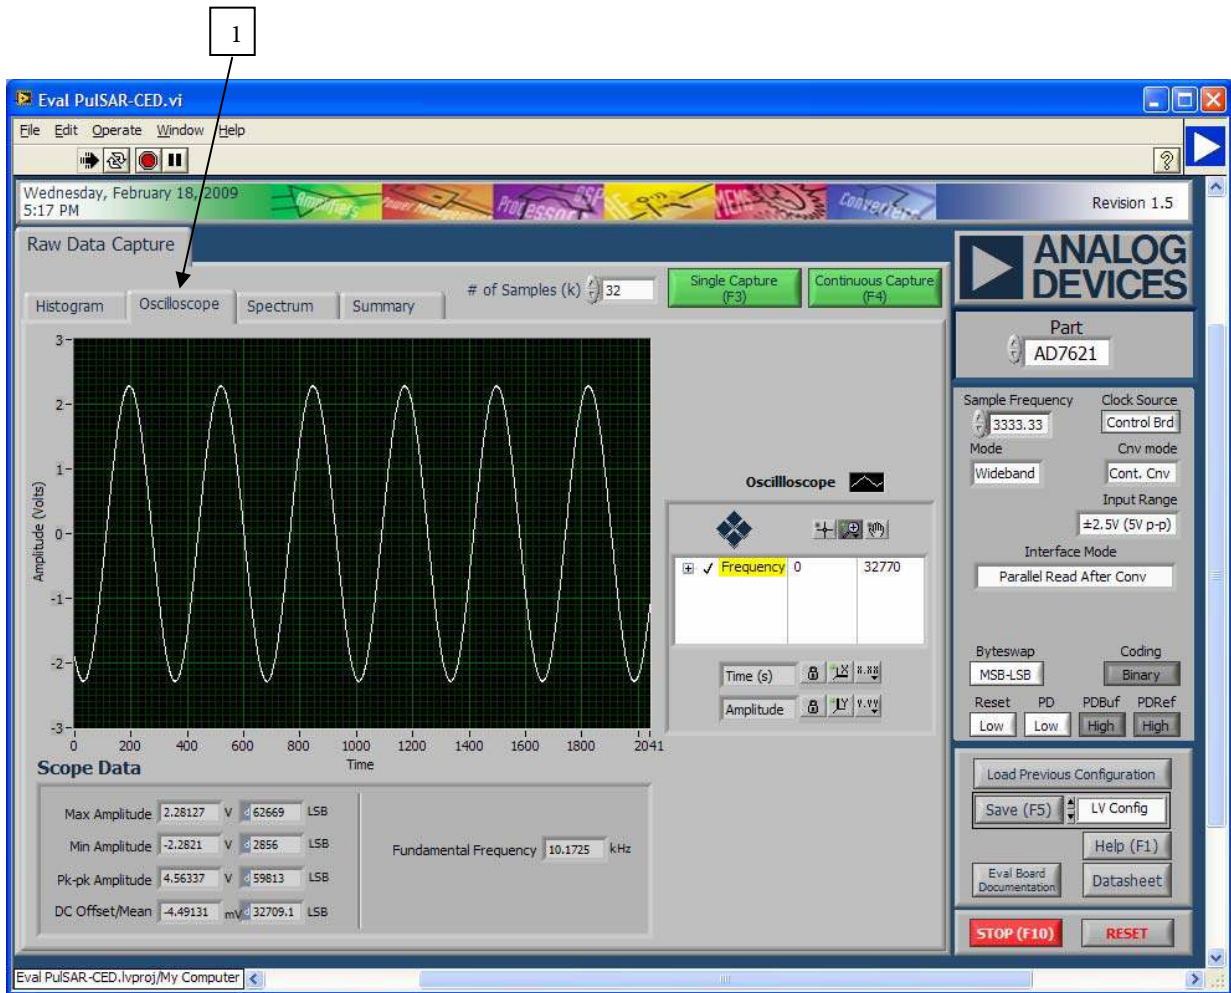 1
Eval PulSAR-CED.vi
File Edit Operate Window Help
Wednesday, February 18, 2009
5:17 PM
Amplifiers Power Management Processors DSP MEMS Converters
Revision 1.5
Raw Data Capture
Histogram Oscilloscope Spectrum Summary
# of Samples (k) 32
Single Capture
(F3)
Continuous Capture
(F4)
3
2
1
0
-1
-2
-3
Amplitude (Volts)
0 200 400 600 800 1000 1200 1400 1600 1800 2041
Time
Oscillloscope
Frequency 0 32770
Time (s)
Amplitude
Scope Data
Max Amplitude 2.28127 V d 62669 LSB
Min Amplitude -2.2821 V d 2856 LSB
Pk-pk Amplitude 4.56337 V d 59813 LSB
DC Offset/Mean -4.49131 mV d 32709.1 LSB
Fundamental Frequency 10.1725 kHz
ANALOG
DEVICES
Part
AD7621
Sample Frequency Clock Source
3333.33 Control Brd
Mode Cnv mode
Wideband Cont. Cnv
Input Range
±2.5V (5V p-p)
Interface Mode
Parallel Read After Conv
Byteswap Coding
MSB-LSB Binary
Reset PD PDBuf PDRef
Low Low High High
Load Previous Configuration
Save (F5) LV Config
Help (F1)
Eval Board
Documentation
Datasheet
STOP (F10) RESET
Eval PulSAR-CED.lvproj/My Computer